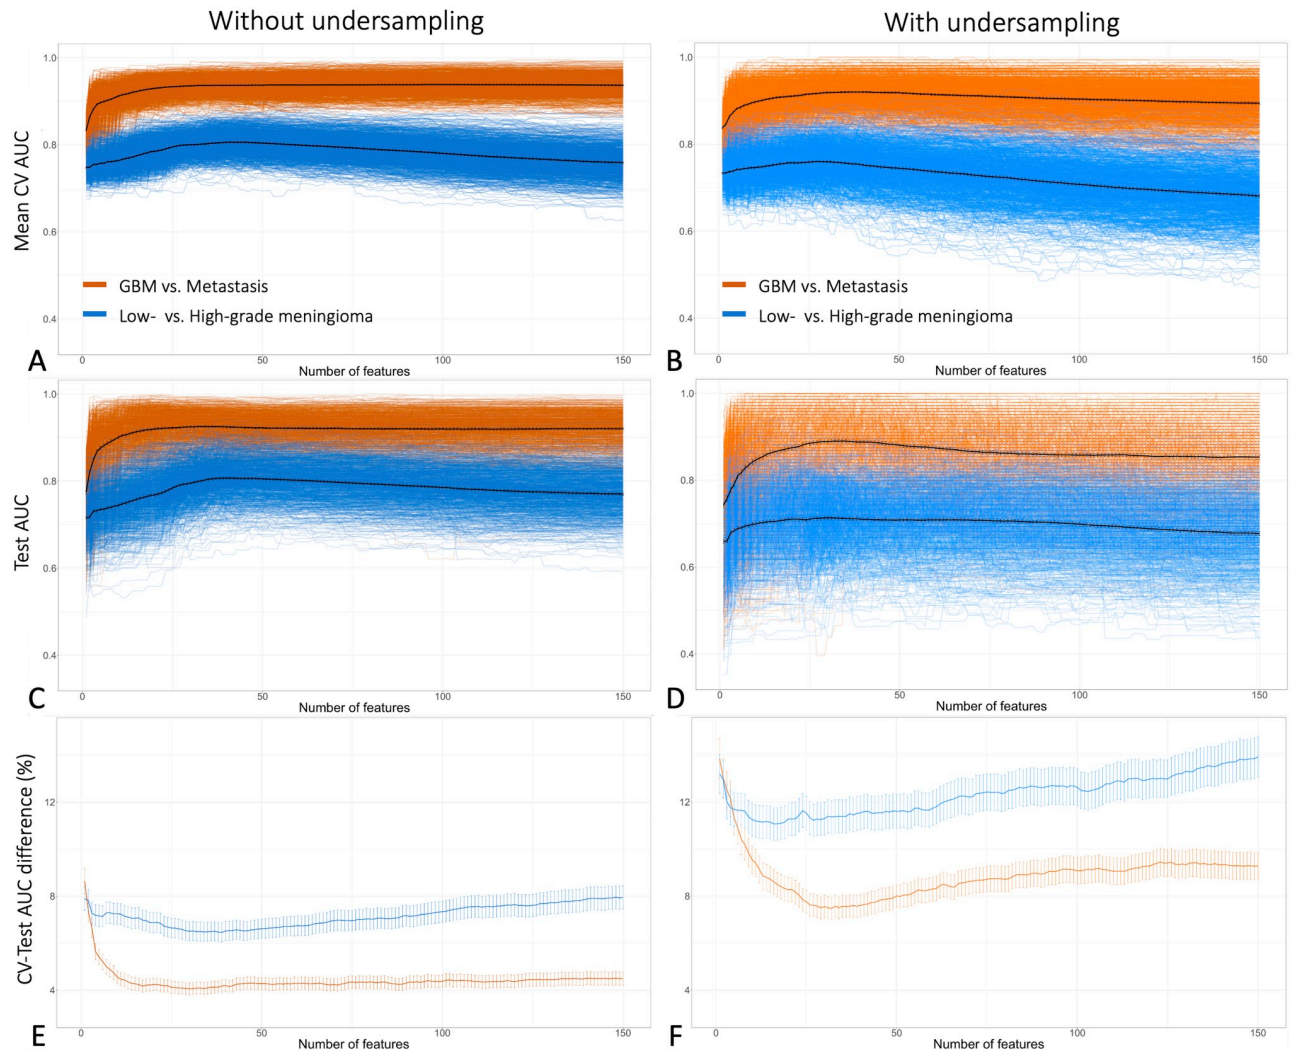 Without undersampling
With undersampling
Mean CV AUC
1.0
0.8
0.6
0.4
GBM vs. Metastasis
Low- vs. High-grade meningioma
A
0
50
100
150
Number of features
1.0
0.8
0.6
0.4
GBM vs. Metastasis
Low- vs. High-grade meningioma
B
0
50
100
150
Number of features
Test AUC
1.0
0.8
0.6
0.4
C
0
50
100
150
Number of features
1.0
0.8
0.6
0.4
D
0
50
100
150
Number of features
CV-Test AUC difference (%)
12
8
4
E
0
50
100
150
Number of features
12
8
4
F
0
50
100
150
Number of features